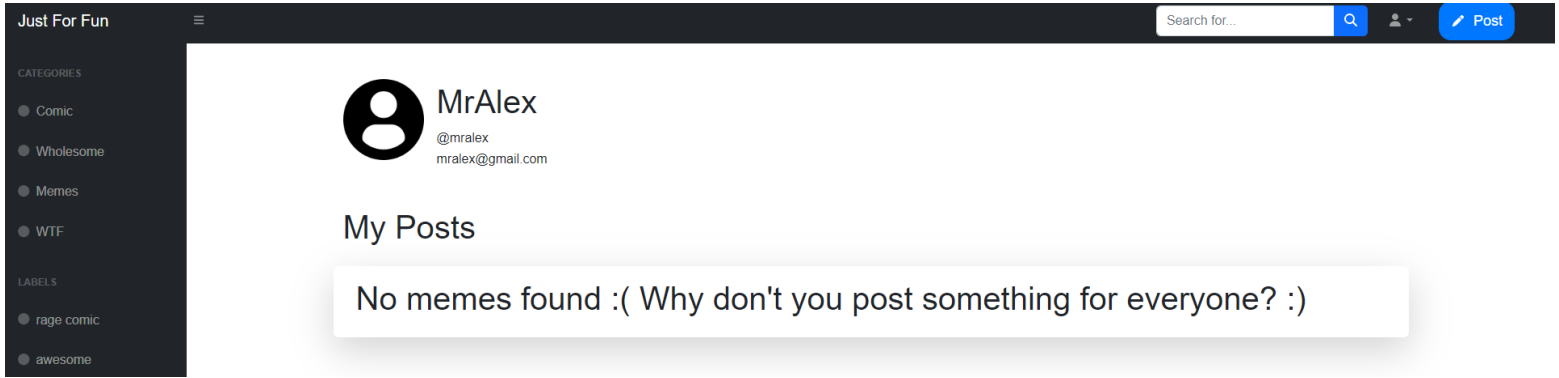 Just For Fun
Search for...
Post
CATEGORIES
Comic
Wholesome
Memes
WTF
LABELS
rage comic
awesome
MrAlex
@mralex
mralex@gmail.com
My Posts
No memes found :( Why don't you post something for everyone? :)